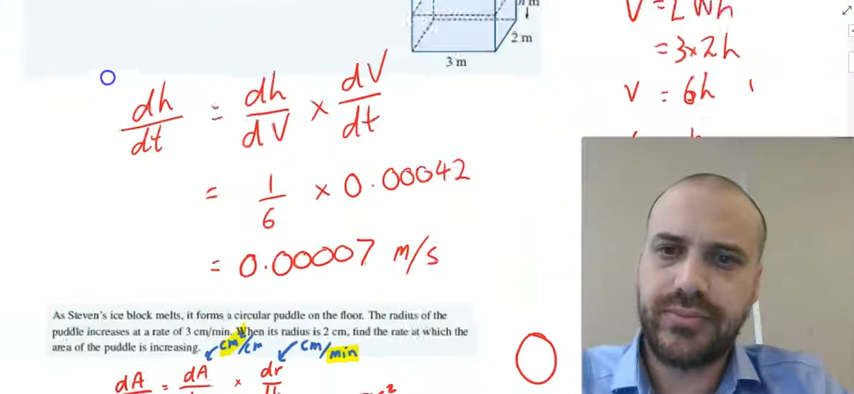 h m
2 m
3 m
V = L W h
= 3 × 2 h
V = 6h
dh/dt = dh/dV × dV/dt
= 1/6 × 0.00042
= 0.00007 m/s
As Steven's ice block melts, it forms a circular puddle on the floor. The radius of the
puddle increases at a rate of 3 cm/min. When its radius is 2 cm, find the rate at which the
area of the puddle is increasing.
cm/cm cm/min
dA = dA × dr